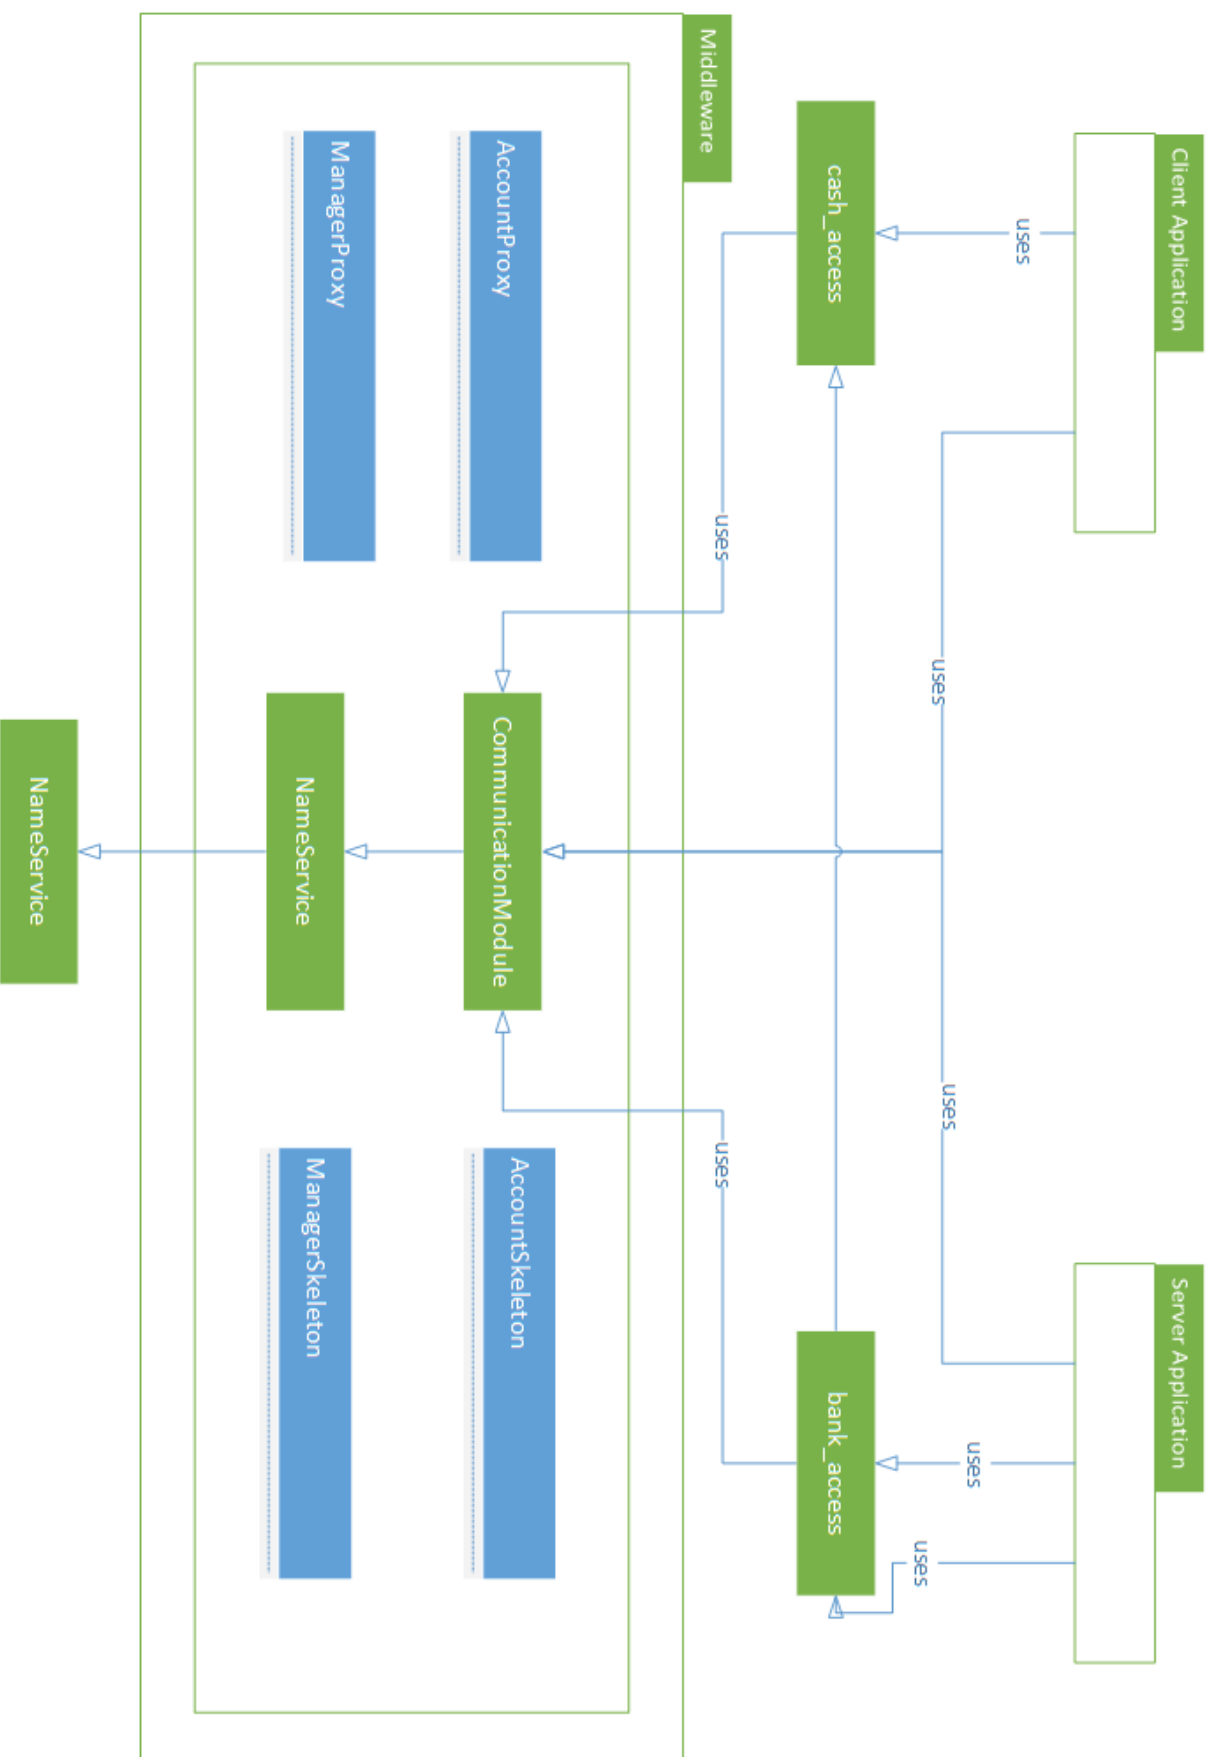 Client Application
Server Application
uses
uses
uses
uses
uses
cash_access
bank_access
uses
uses
Middleware
AccountProxy
CommunicationModule
AccountSkeleton
ManagerProxy
NameService
ManagerSkeleton
NameService